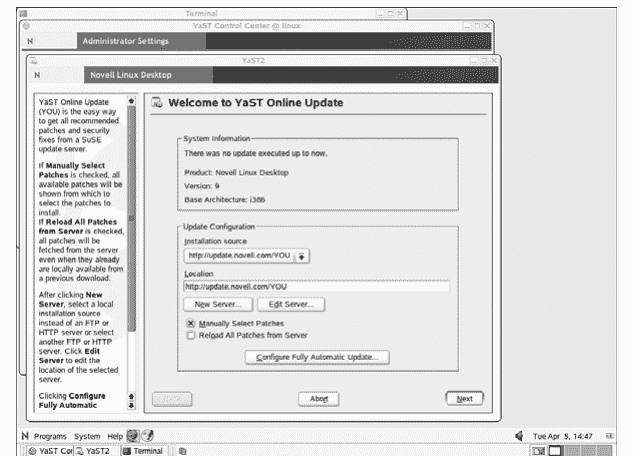 Terminal
YaST Control Center @ linux
N Administrator Settings
YaST2
N Novell Linux Desktop
YaST Online Update
(YOU) is the easy way
to get all recommended
patches and security
fixes from a SuSE
update server.
If Manually Select
Patches is checked, all
available patches will be
shown from which to
select the patches to
install.
If Reload All Patches
from Server is checked,
all patches will be
fetched from the server
even when they already
are locally available from
a previous download.
After clicking New
Server, select a local
installation source
instead of an FTP or
HTTP server or select
another FTP or HTTP
server. Click Edit
Server to edit the
location of the selected
server.
Clicking Configure
Fully Automatic
Welcome to YaST Online Update
System Information
There was no update executed up to now.
Product: Novell Linux Desktop
Version: 9
Base Architecture: i386
Update Configuration
Installation source
http://update.novell.com/YOU
Location
http://update.novell.com/YOU
New Server... Edit Server...
Manually Select Patches
Reload All Patches from Server
Configure Fully Automatic Update...
Back Abort Next
N Programs System Help Tue Apr 5, 14:47
YaST Cor YaST2 Terminal